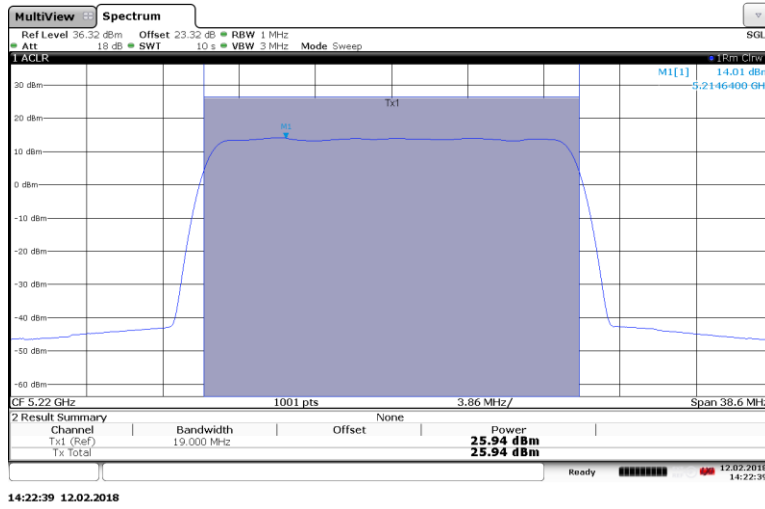 MultiView Spectrum
Ref Level 36.32 dBm Offset 23.32 dB RBW 1 MHz SGL
Att 18 dB SWT 10 s VBW 3 MHz Mode Sweep
1 ACLR 1Rm Clrw
M1[1] 14.01 dBm
5.2146400 GH
30 dBm
Tx1
20 dBm
M1
10 dBm
0 dBm
-10 dBm
-20 dBm
-30 dBm
-40 dBm
-50 dBm
-60 dBm
CF 5.22 GHz 1001 pts 3.86 MHz/ Span 38.6 MHz
2 Result Summary None
Channel Bandwidth Offset Power
Tx1 (Ref) 19.000 MHz 25.94 dBm
Tx Total 25.94 dBm
Ready 12.02.2018
14:22:39
14:22:39 12.02.2018